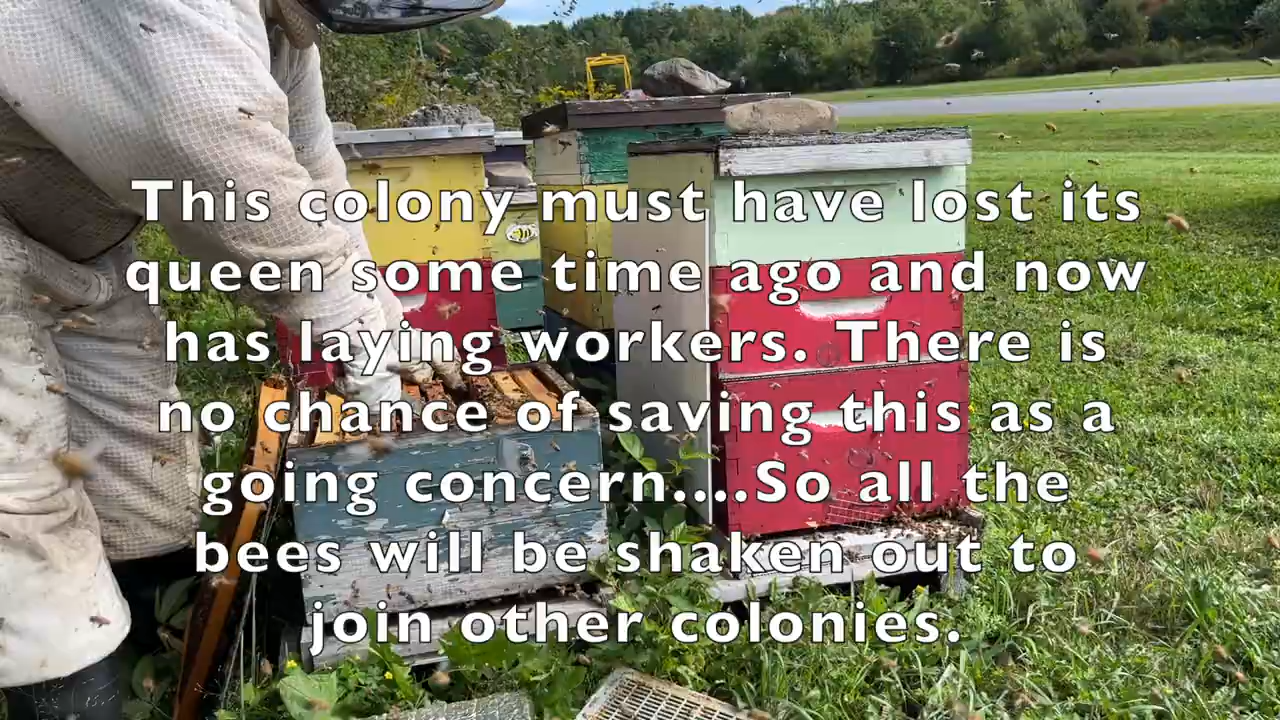 This colony must have lost its
queen some time ago and now
has laying workers. There is
no chance of saving this as a
going concern....So all the
bees will be shaken out to
join other colonies.